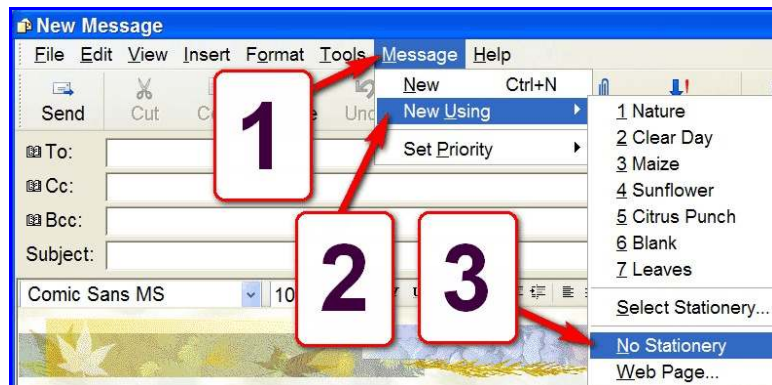 New Message
File Edit View Insert Format Tools Message Help
Send Cut
New Ctrl+N
New Using
Set Priority
1 Nature
2 Clear Day
3 Maize
4 Sunflower
5 Citrus Punch
6 Blank
7 Leaves
Select Stationery...
No Stationery
Web Page...
To:
Cc:
Bcc:
Subject:
Comic Sans MS 10
1
2
3